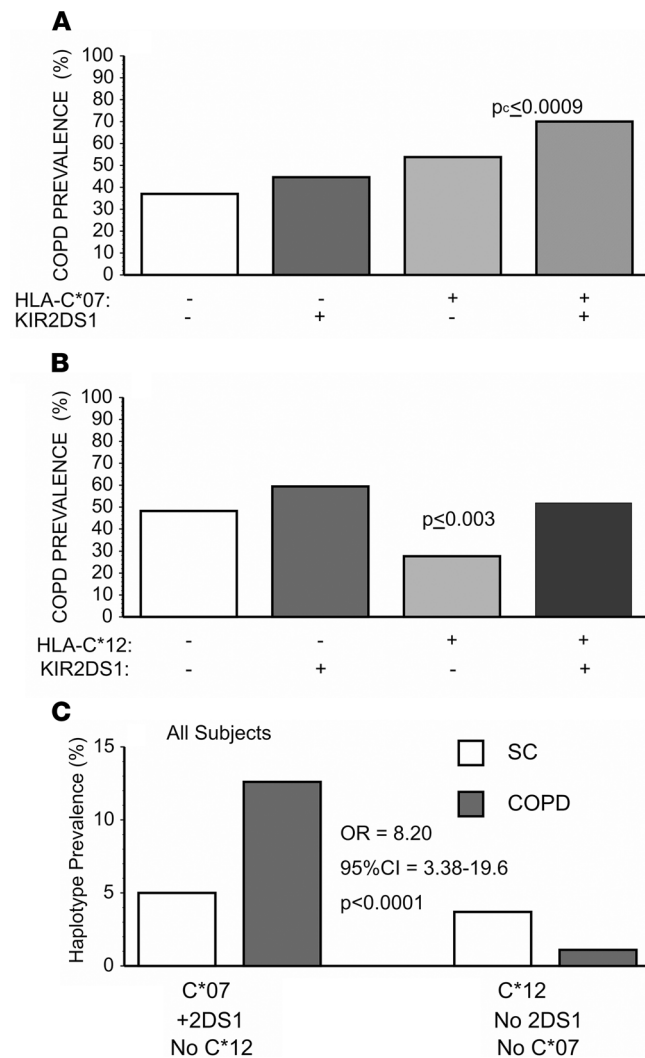 A
COPD PREVALENCE (%)
100
90
80
70
60
50
40
30
20
10
0
pc≤0.0009
HLA-C*07: - - + +
KIR2DS1 - + - +
B
COPD PREVALENCE (%)
100
90
80
70
60
50
40
30
20
10
0
p≤0.003
HLA-C*12: - - + +
KIR2DS1: - + - +
C
Haplotype Prevalence (%)
15
10
5
0
All Subjects
SC
COPD
OR = 8.20
95%CI = 3.38-19.6
p<0.0001
C*07 C*12
+2DS1 No 2DS1
No C*12 No C*07